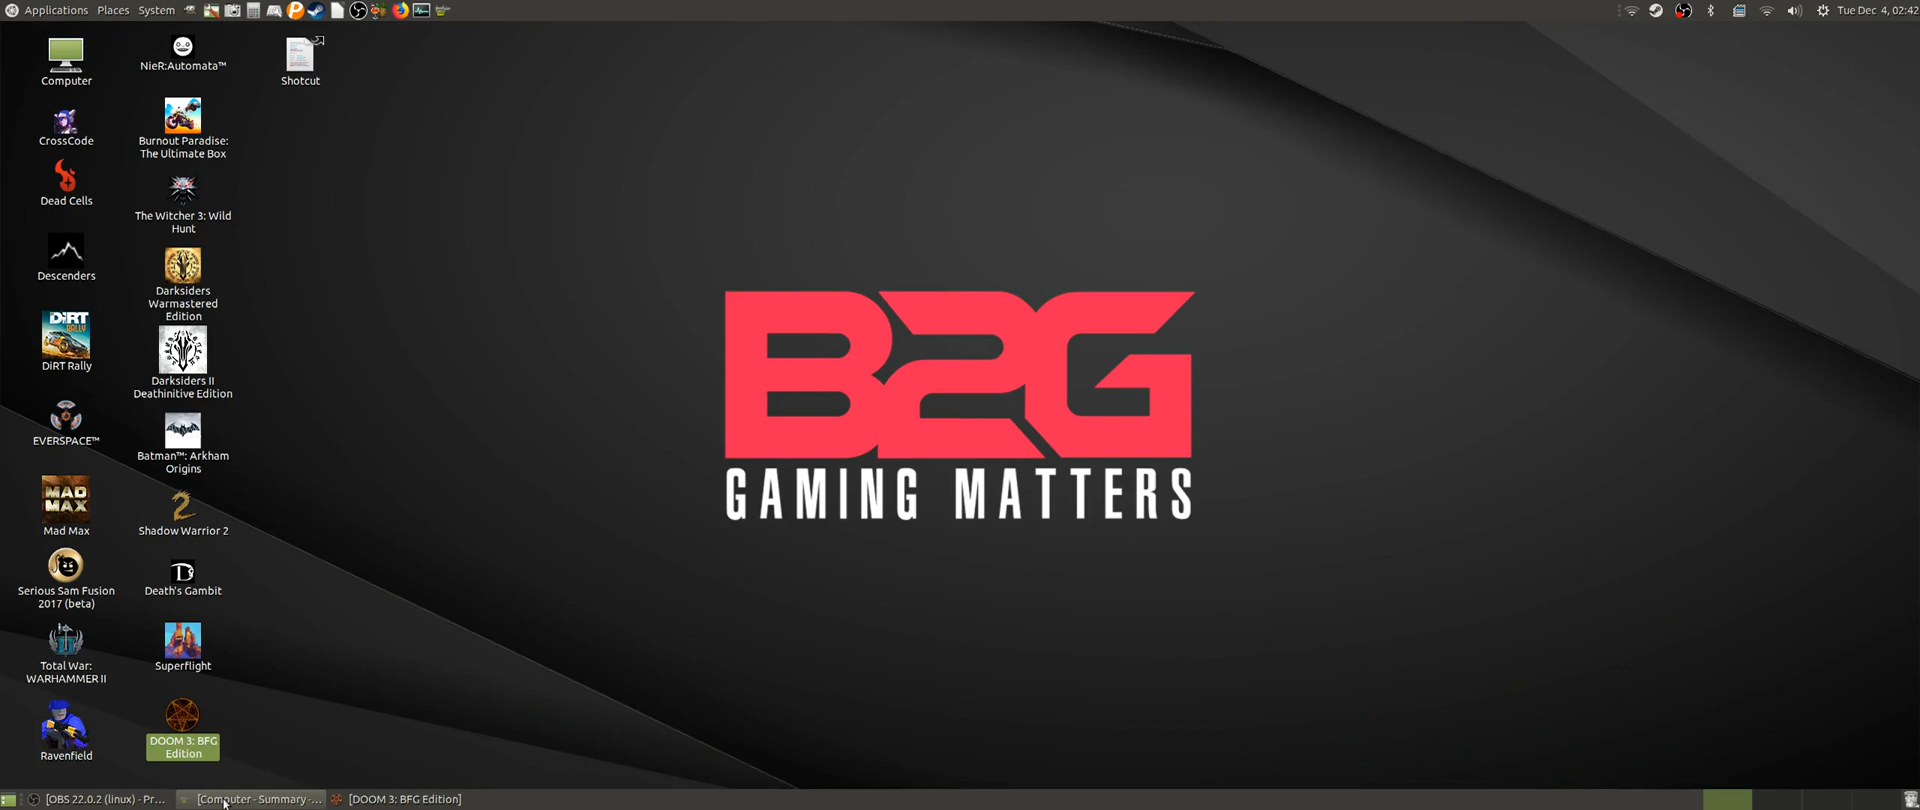 Applications Places System
Tue Dec 4, 02:42
Computer
NieR:Automata™
Shotcut
CrossCode
Burnout Paradise:
The Ultimate Box
Dead Cells
The Witcher 3: Wild
Hunt
Descenders
Darksiders
Warmastered
Edition
DiRT
RALLY
DiRT Rally
Darksiders II
Deathinitive Edition
EVERSPACE™
Batman™: Arkham
Origins
MAD
MAX
Mad Max
Shadow Warrior 2
Serious Sam Fusion
2017 (beta)
Death's Gambit
Total War:
WARHAMMER II
Superflight
Ravenfield
DOOM 3: BFG
Edition
B2G
GAMING MATTERS
[OBS 22.0.2 (linux) - Pr...
[Computer - Summary -...
[DOOM 3: BFG Edition]